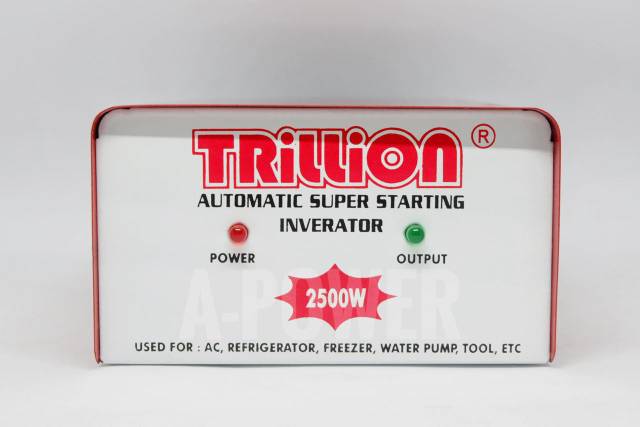 TRiLLiON ®
AUTOMATIC SUPER STARTING
INVERATOR
POWER OUTPUT
A-POWER
2500W
USED FOR : AC, REFRIGERATOR, FREEZER, WATER PUMP, TOOL, ETC